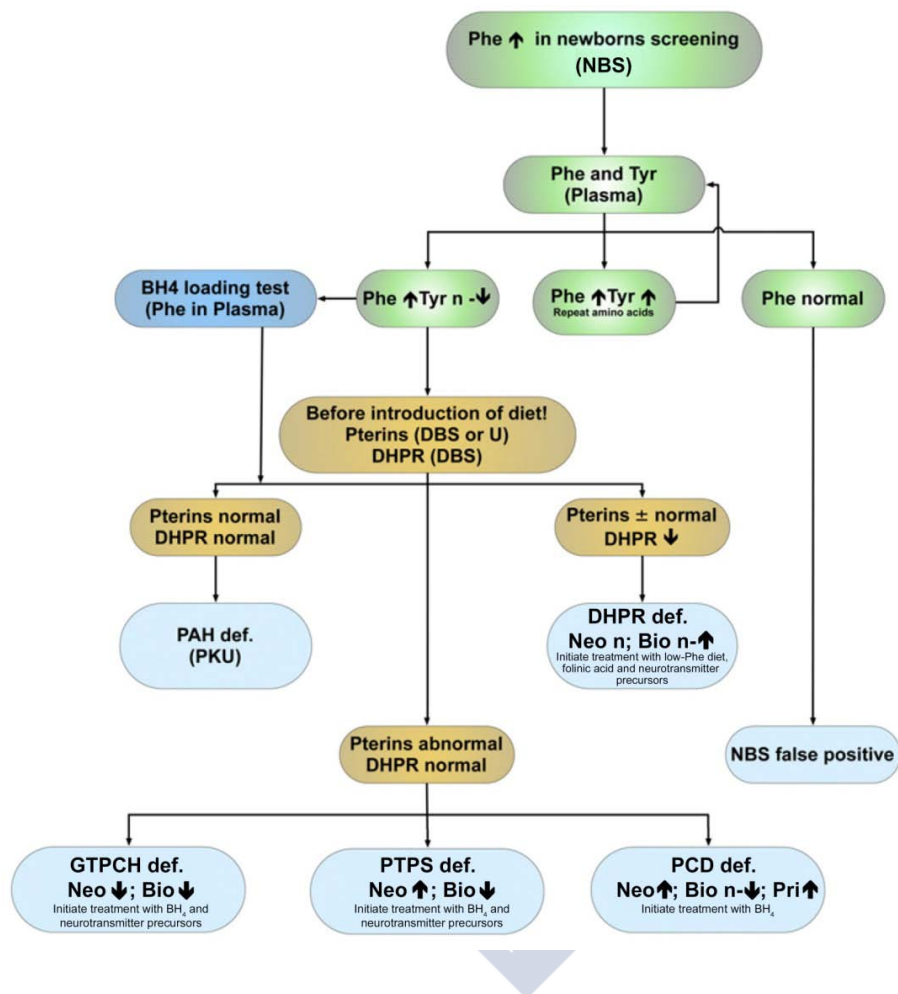 Phe ↑ in newborns screening
(NBS)
Phe and Tyr
(Plasma)
BH4 loading test
(Phe in Plasma)
Phe ↑Tyr n -↓
Phe ↑Tyr ↑
Repeat amino acids
Phe normal
Before introduction of diet!
Pterins (DBS or U)
DHPR (DBS)
Pterins normal
DHPR normal
Pterins ± normal
DHPR ↓
PAH def.
(PKU)
DHPR def.
Neo n; Bio n-↑
Initiate treatment with low-Phe diet,
folinic acid and neurotransmitter
precursors
Pterins abnormal
DHPR normal
NBS false positive
GTPCH def.
Neo ↓; Bio ↓
Initiate treatment with BH₄ and
neurotransmitter precursors
PTPS def.
Neo ↑; Bio ↓
Initiate treatment with BH₄ and
neurotransmitter precursors
PCD def.
Neo↑; Bio n-↓; Pri↑
Initiate treatment with BH₄